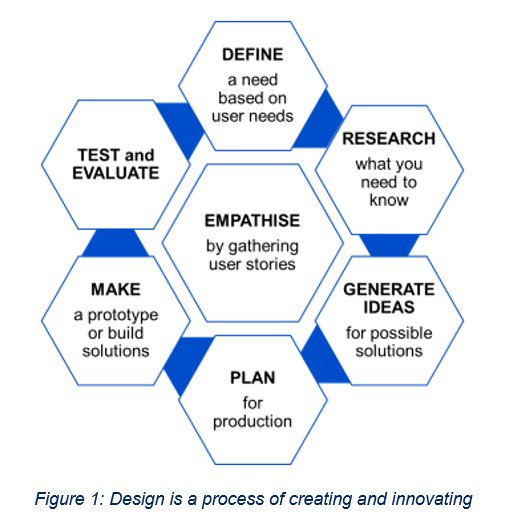 DEFINE
a need
based on
user needs
RESEARCH
what you
need to
know
GENERATE
IDEAS
for possible
solutions
PLAN
for
production
MAKE
a prototype
or build
solutions
TEST and
EVALUATE
EMPATHISE
by gathering
user stories
Figure 1: Design is a process of creating and innovating